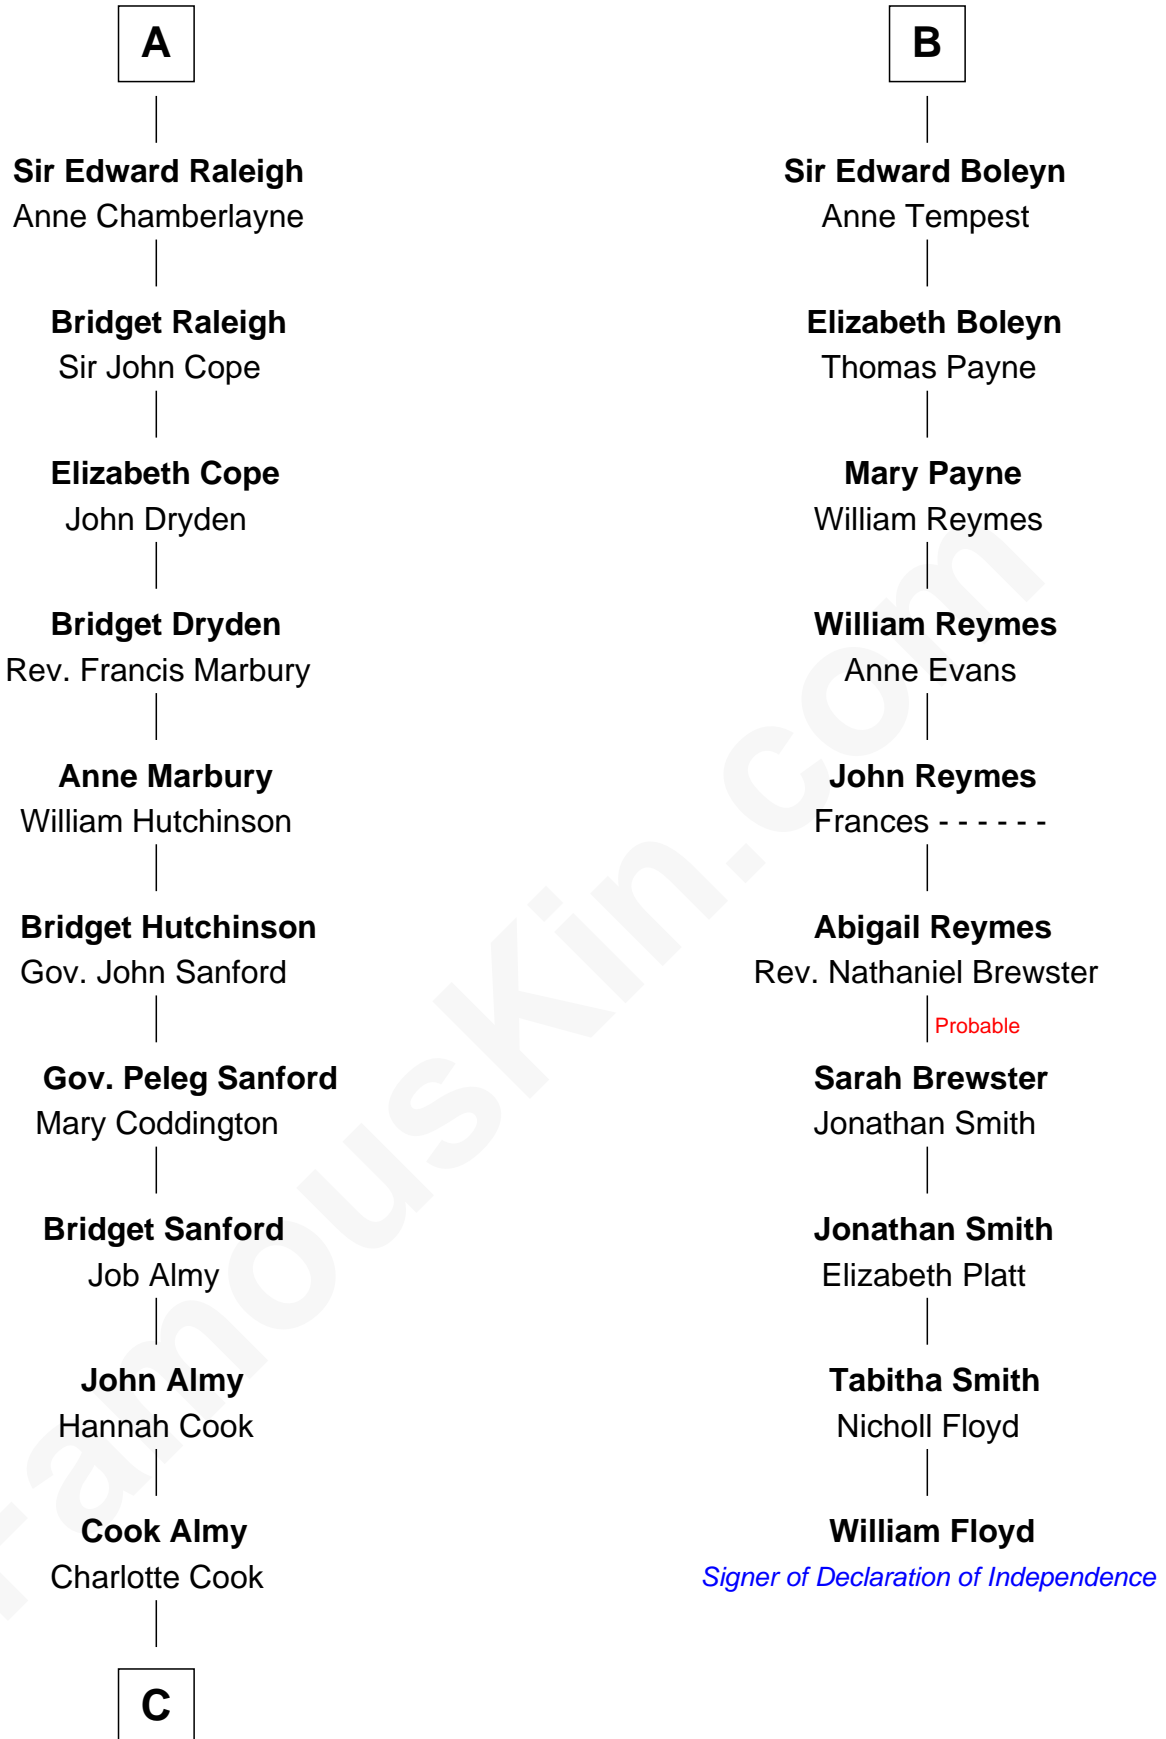 A
Sir Edward Raleigh
Anne Chamberlayne
Bridget Raleigh
Sir John Cope
Elizabeth Cope
John Dryden
Bridget Dryden
Rev. Francis Marbury
Anne Marbury
William Hutchinson
Bridget Hutchinson
Gov. John Sanford
Gov. Peleg Sanford
Mary Coddington
Bridget Sanford
Job Almy
John Almy
Hannah Cook
Cook Almy
Charlotte Cook
C
B
Sir Edward Boleyn
Anne Tempest
Elizabeth Boleyn
Thomas Payne
Mary Payne
William Reymes
William Reymes
Anne Evans
John Reymes
Frances - - - - - -
Abigail Reymes
Rev. Nathaniel Brewster
Probable
Sarah Brewster
Jonathan Smith
Jonathan Smith
Elizabeth Platt
Tabitha Smith
Nicholl Floyd
William Floyd
Signer of Declaration of Independence
FamousKin.com